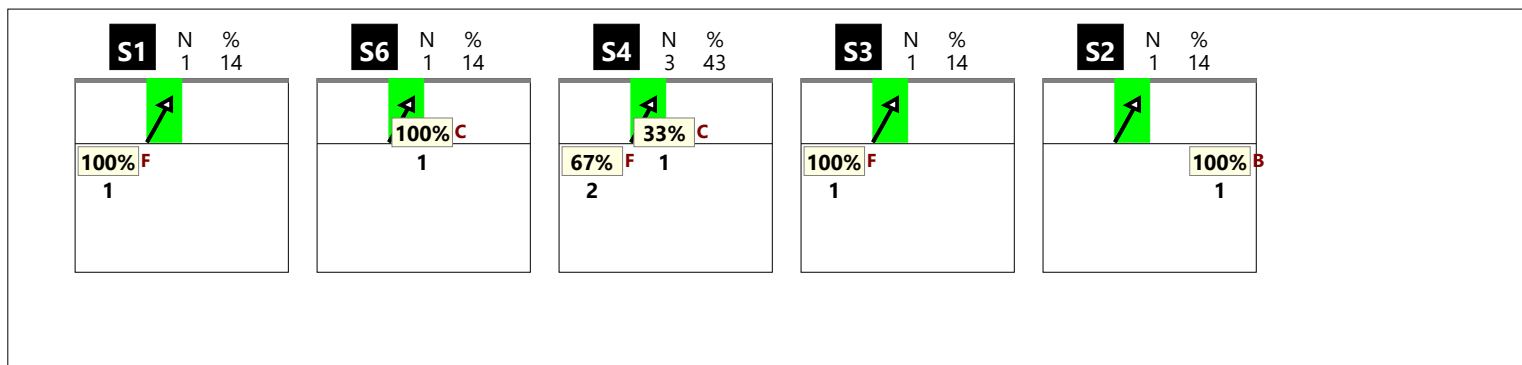 S1 N % S6 N % S4 N % S3 N % S2 N %
1 14 1 14 3 43 1 14 1 14
100% C 33% C
100% F 1 67% F 1 100% F 100% B
1 2 1 1